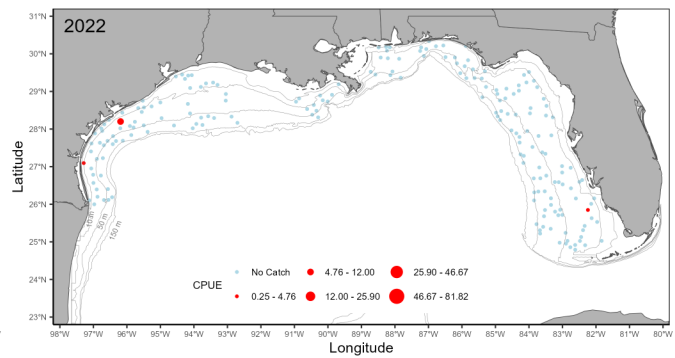 2022
31°N
30°N
29°N
28°N
27°N
26°N
25°N
24°N
23°N
Latitude
10 m
50 m
150 m
CPUE
No Catch
4.76 - 12.00
25.90 - 46.67
0.25 - 4.76
12.00 - 25.90
46.67 - 81.82
98°W 97°W 96°W 95°W 94°W 93°W 92°W 91°W 90°W 89°W 88°W 87°W 86°W 85°W 84°W 83°W 82°W 81°W 80°W
Longitude